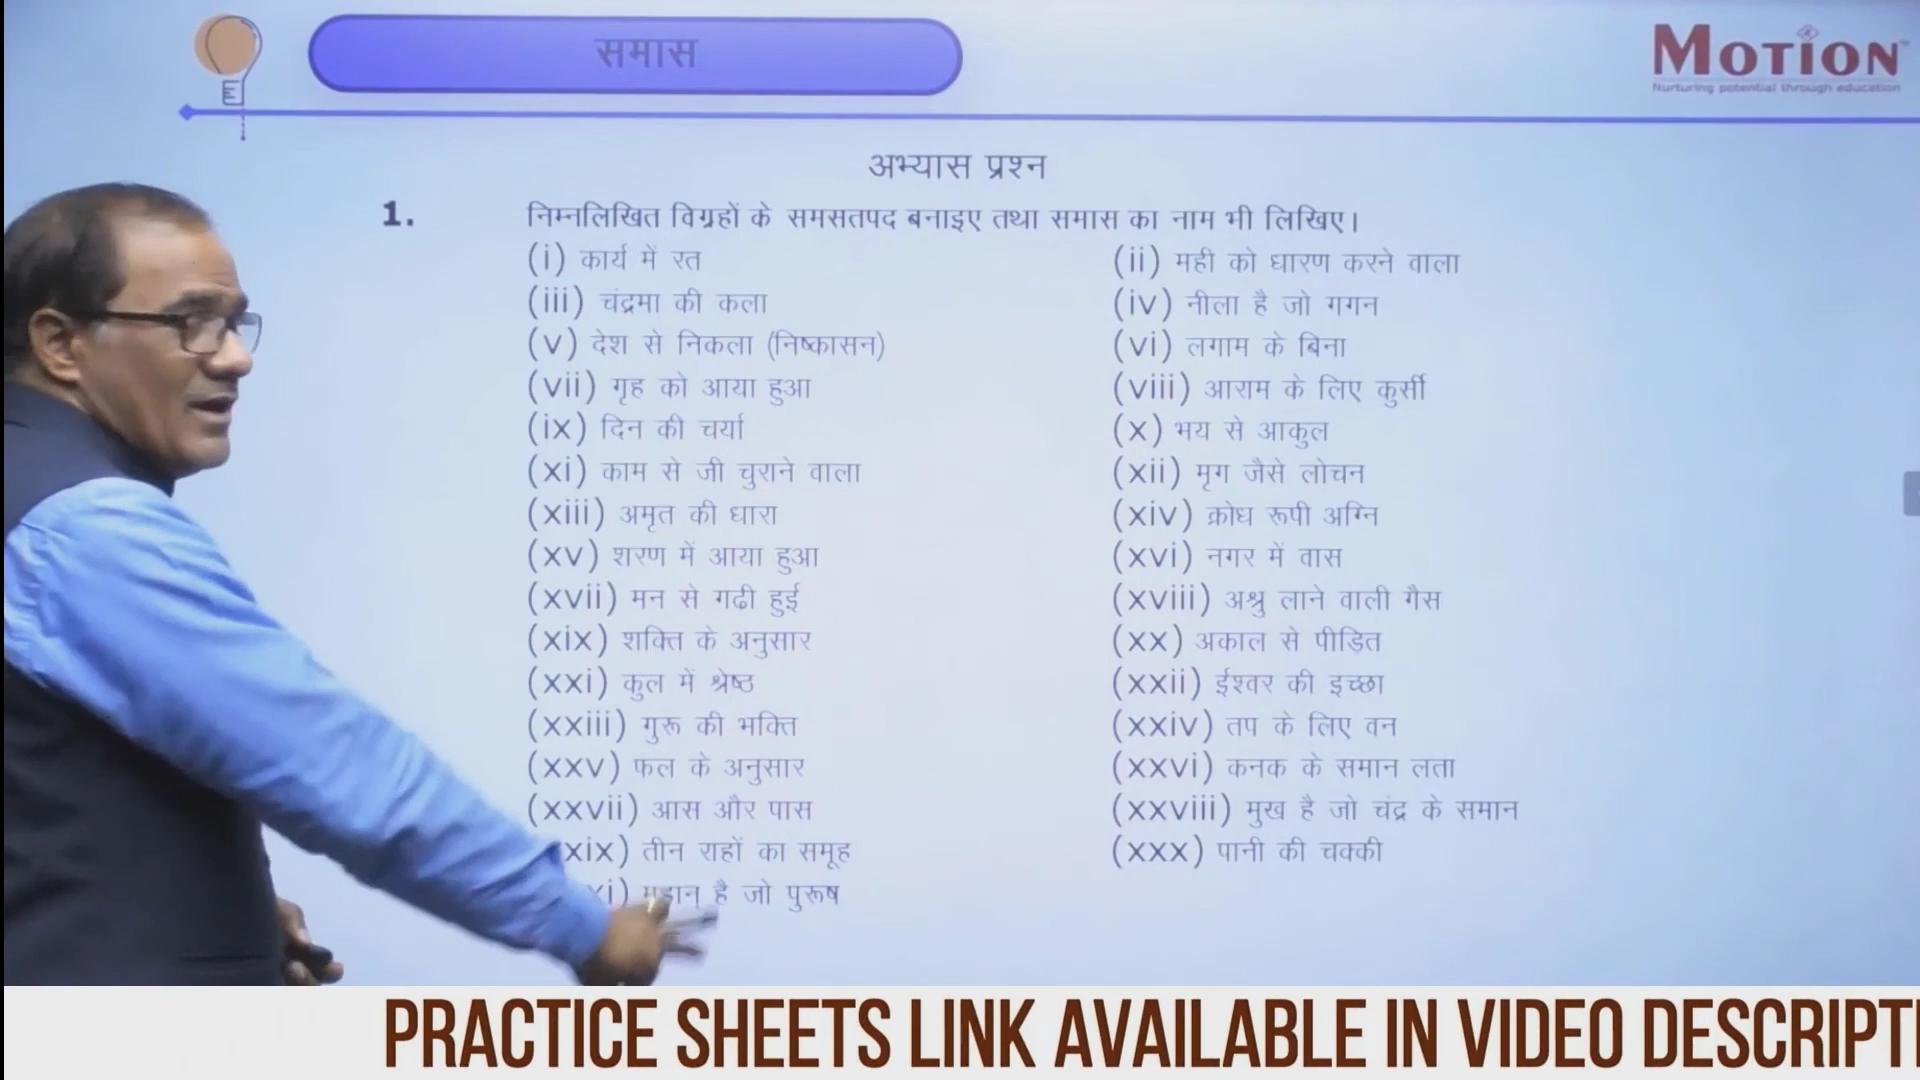 समास
MOTION
Nurturing potential through education
अभ्यास प्रश्न
1. निम्नलिखित विग्रहों के समसतपद बनाइए तथा समास का नाम भी लिखिए।
(i) कार्य में रत (ii) मही को धारण करने वाला
(iii) चंद्रमा की कला (iv) नीला है जो गगन
(v) देश से निकला (निष्कासन) (vi) लगाम के बिना
(vii) गृह को आया हुआ (viii) आराम के लिए कुर्सी
(ix) दिन की चर्या (x) भय से आकुल
(xi) काम से जी चुराने वाला (xii) मृग जैसे लोचन
(xiii) अमृत की धारा (xiv) क्रोध रूपी अग्नि
(xv) शरण में आया हुआ (xvi) नगर में वास
(xvii) मन से गढी हुई (xviii) अश्रु लाने वाली गैस
(xix) शक्ति के अनुसार (xx) अकाल से पीड़ित
(xxi) कुल में श्रेष्ठ (xxii) ईश्वर की इच्छा
(xxiii) गुरू की भक्ति (xxiv) तप के लिए वन
(xxv) फल के अनुसार (xxvi) कनक के समान लता
(xxvii) आस और पास (xxviii) मुख है जो चंद्र के समान
xix) तीन राहों का समूह (xxx) पानी की चक्की
xi) महान् है जो पुरूष
PRACTICE SHEETS LINK AVAILABLE IN VIDEO DESCRIPTI